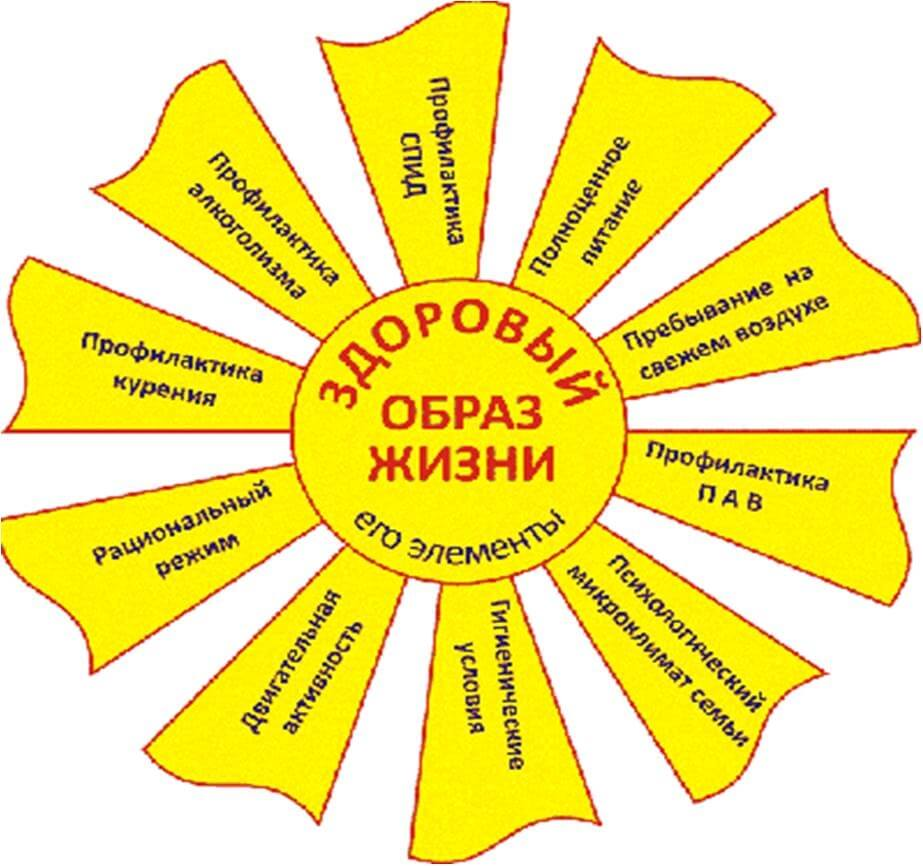 ЗДОРОВЫЙ
ОБРАЗ
ЖИЗНИ
его элементы
Профилактика
СПИД
Полноценное
питание
Пребывание на
свежем воздухе
Профилактика
П А В
Психологический
микроклимат семьи
Гигиенические
условия
Двигательная
активность
Рациональный
режим
Профилактика
курения
Профилактика
алкоголизма